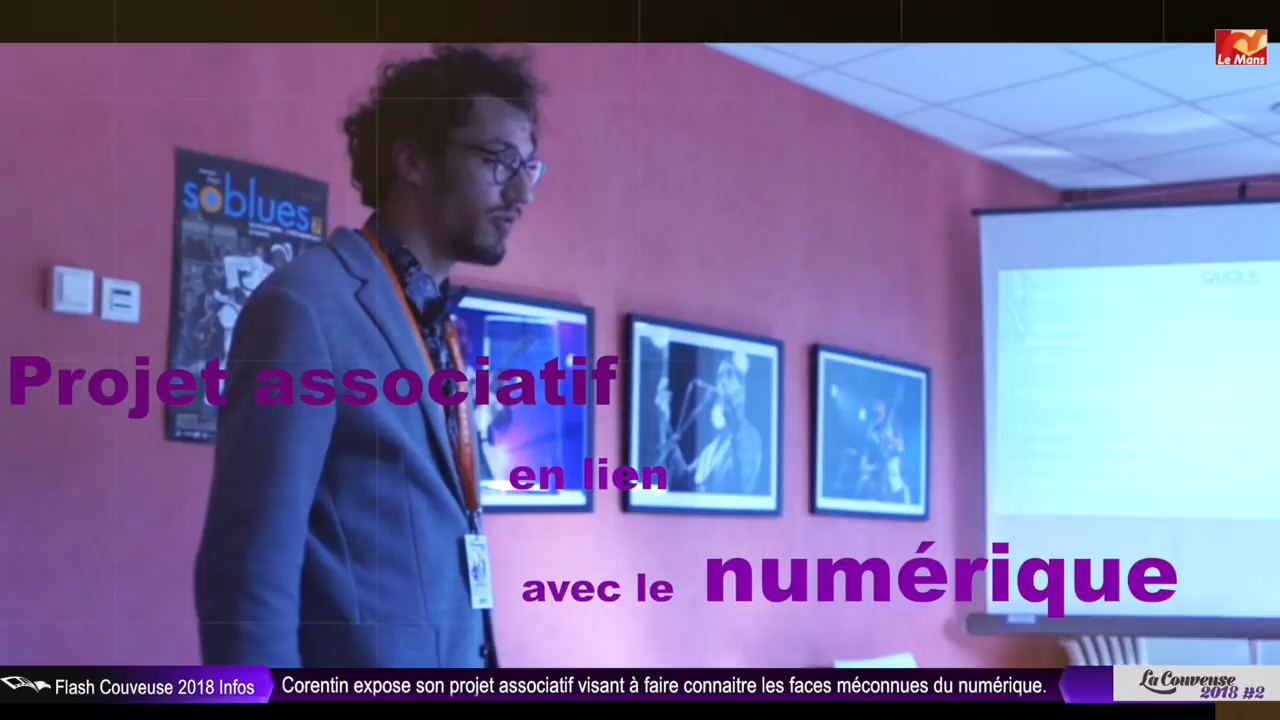 Le Mans
soblues
QUOI ?
Projet associatif
en lien
avec le numérique
Flash Couveuse 2018 Infos
Corentin expose son projet associatif visant à faire connaitre les faces méconnues du numérique.
La Couveuse
2018 #2